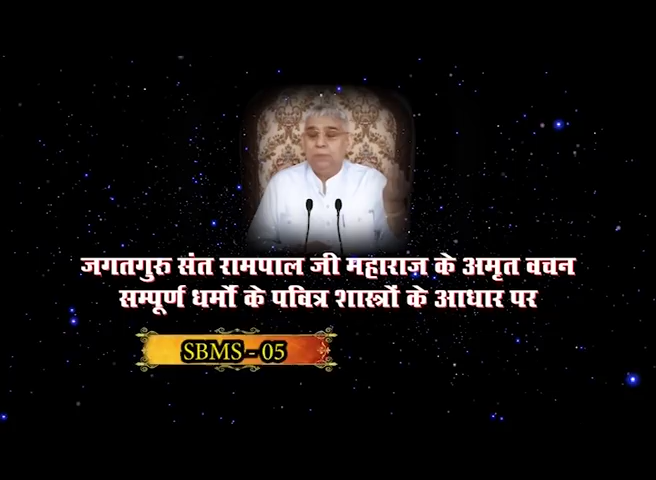 जगतगुरु संत रामपाल जी महाराज के अमृत वचन
सम्पूर्ण धर्मो के पवित्र शास्त्रों के आधार पर
SBMS - 05